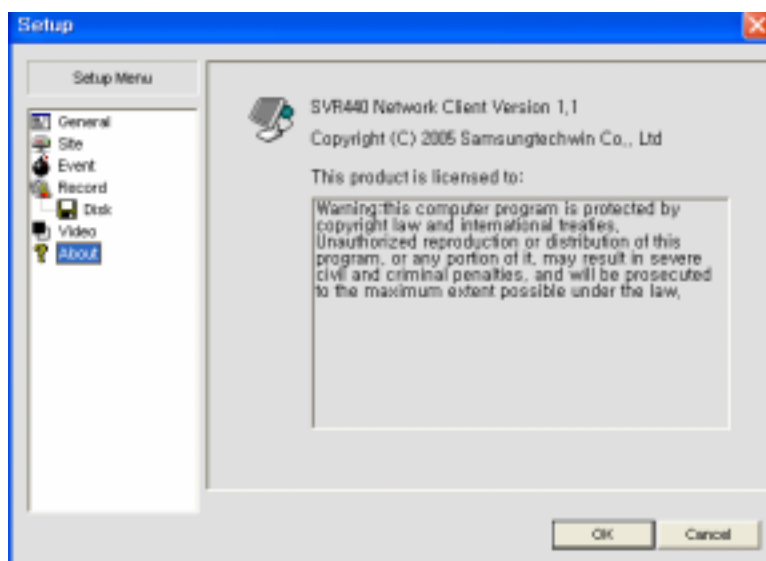 Setup
Setup Menu
General
Site
Event
Record
Disk
Video
About
SVR440 Network Client Version 1,1
Copyright (C) 2005 Samsungtechwin Co,, Ltd
This product is licensed to:
Warning:this computer program is protected by
copyright law and international treaties,
Unauthorized reproduction or distribution of this
program, or any portion of it, may result in severe
civil and criminal penalties, and will be prosecuted
to the maximum extent possible under the law,
OK
Cancel